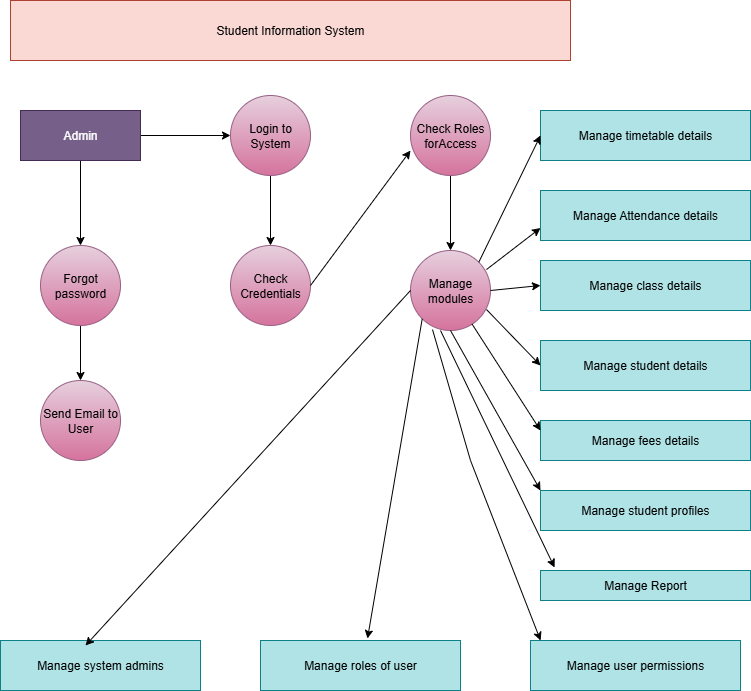 Student Information System
Admin
Login to
System
Check Roles
forAccess
Manage timetable details
Manage Attendance details
Forgot
password
Check
Credentials
Manage
modules
Manage class details
Manage student details
Send Email to
User
Manage fees details
Manage student profiles
Manage Report
Manage system admins
Manage roles of user
Manage user permissions